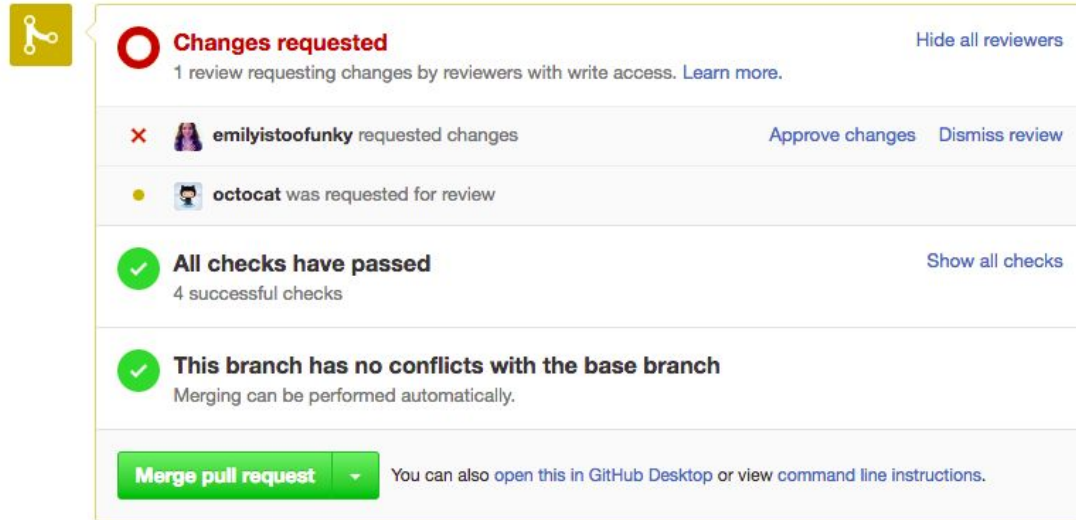 Changes requested
Hide all reviewers
1 review requesting changes by reviewers with write access. Learn more.
emilyistoofunky requested changes
Approve changes
Dismiss review
octocat was requested for review
All checks have passed
Show all checks
4 successful checks
This branch has no conflicts with the base branch
Merging can be performed automatically.
Merge pull request
You can also open this in GitHub Desktop or view command line instructions.